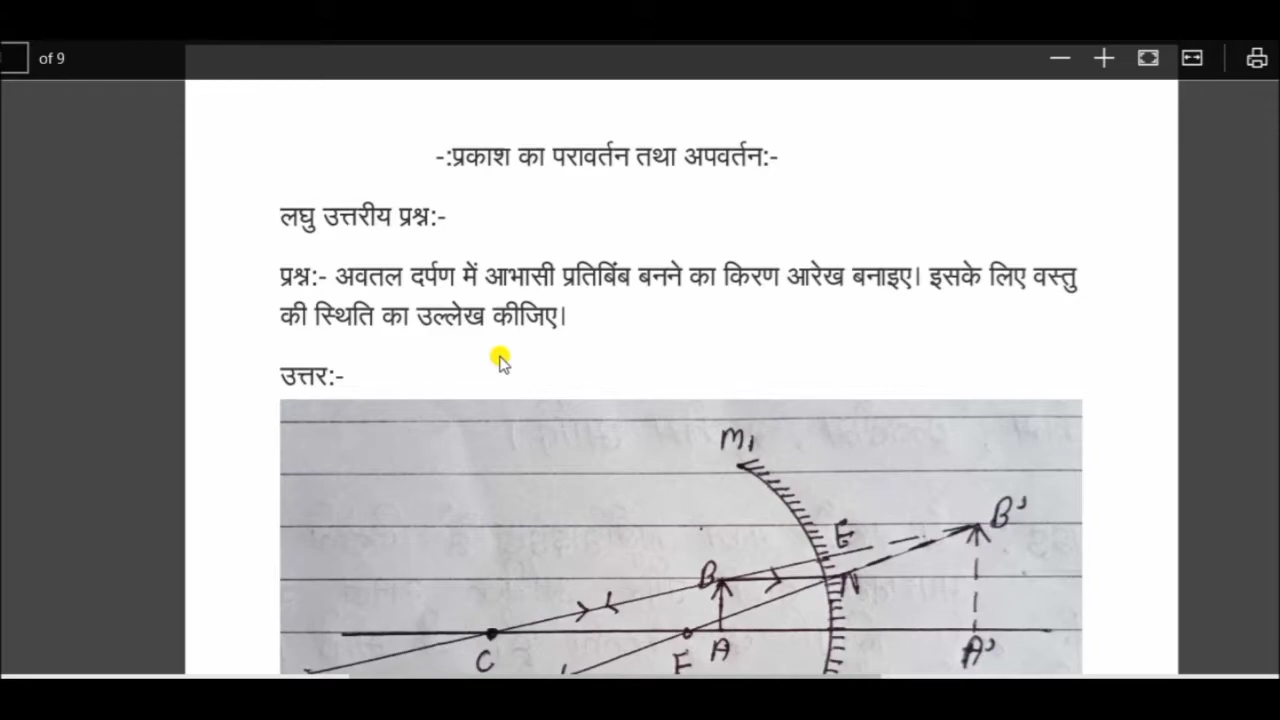 of 9
-:प्रकाश का परावर्तन तथा अपवर्तन:-
लघु उत्तरीय प्रश्न:-
प्रश्न:- अवतल दर्पण में आभासी प्रतिबिंब बनने का किरण आरेख बनाइए। इसके लिए वस्तु
की स्थिति का उल्लेख कीजिए।
उत्तर:-
M1
B'
E
B
N
C
F
A
A'